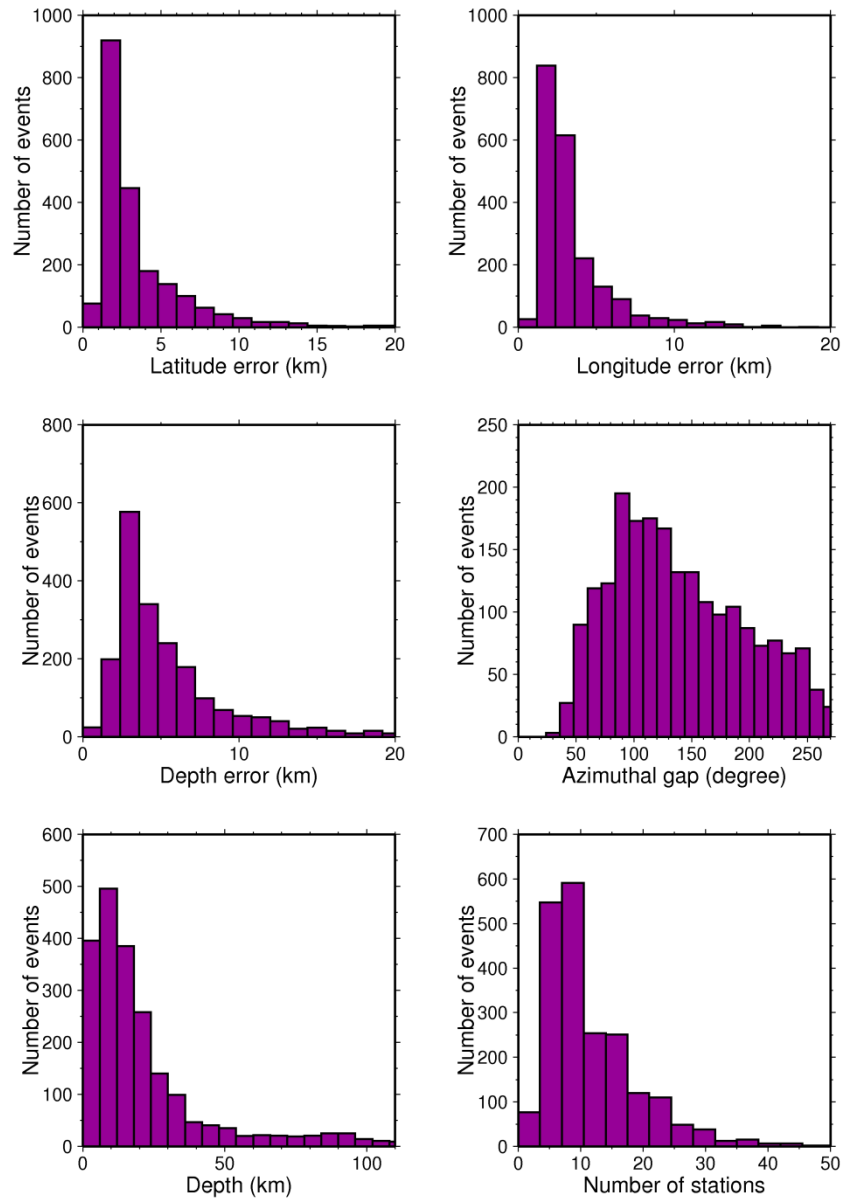 1000
800
600
400
200
0
Number of events
0 5 10 15 20
Latitude error (km)
1000
800
600
400
200
0
Number of events
0 10 20
Longitude error (km)
800
600
400
200
0
Number of events
0 10 20
Depth error (km)
250
200
150
100
50
0
Number of events
0 50 100 150 200 250
Azimuthal gap (degree)
600
500
400
300
200
100
0
Number of events
0 50 100
Depth (km)
700
600
500
400
300
200
100
0
Number of events
0 10 20 30 40 50
Number of stations